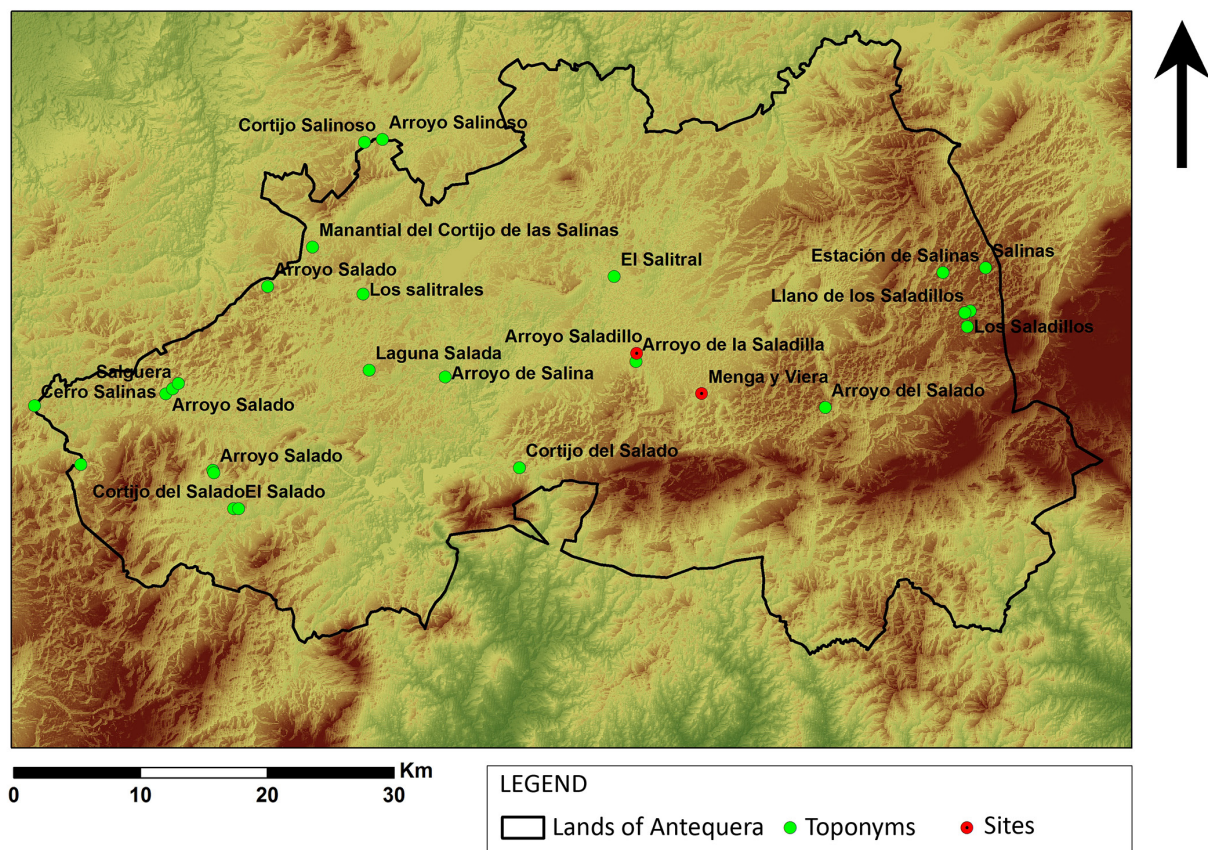 Cortijo Salinoso
Arroyo Salinoso
Manantial del Cortijo de las Salinas
El Salitral
Estación de Salinas
Salinas
Arroyo Salado
Los salitrales
Llano de los Saladillos
Los Saladillos
Arroyo Saladillo
Arroyo de la Saladilla
Laguna Salada
Arroyo de Salina
Menga y Viera
Salguera
Cerro Salinas
Arroyo Salado
Arroyo del Salado
Arroyo Salado
Cortijo del Salado
Cortijo del Salado
El Salado
Km
0
10
20
30
LEGEND
Lands of Antequera
Toponyms
Sites